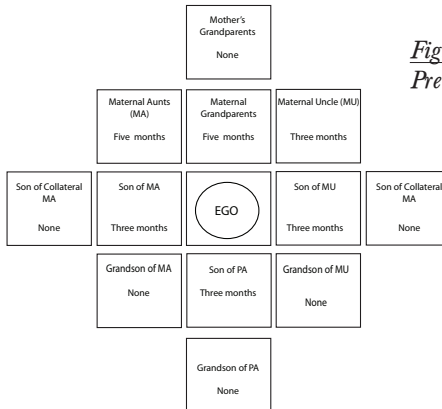 Mother's
Grandparents
None
Fig
Pre
Maternal Aunts
(MA)
Five months
Maternal
Grandparents
Five months
Maternal Uncle (MU)
Three months
Son of Collateral
MA
None
Son of MA
Three months
EGO
Son of MU
Three months
Son of Collateral
MA
None
Grandson of MA
None
Son of PA
Three months
Grandson of MU
None
Grandson of PA
None